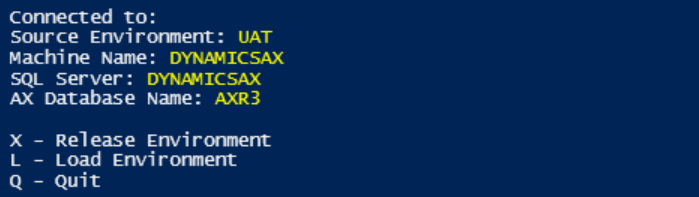 Connected to:
Source Environment: UAT
Machine Name: DYNAMICSAX
SQL Server: DYNAMICSAX
AX Database Name: AXR3
X - Release Environment
L - Load Environment
Q - Quit